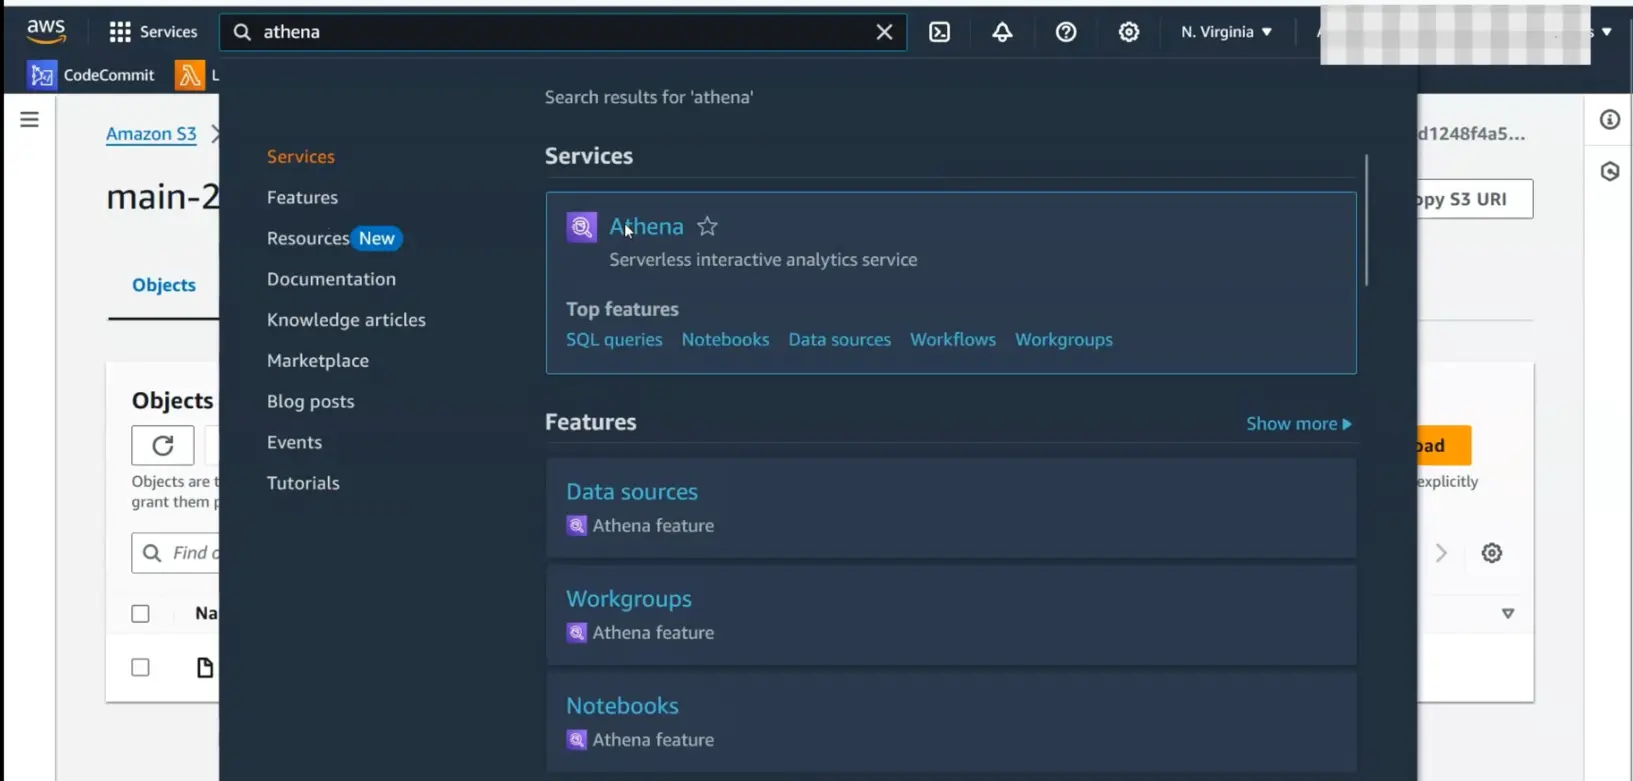 aws
Services
athena
N. Virginia
CodeCommit
Search results for 'athena'
Amazon S3
d1248f4a5...
main-2
opy S3 URI
Objects
Services
Features
Resources New
Documentation
Knowledge articles
Marketplace
Blog posts
Events
Tutorials
Services
Athena
Serverless interactive analytics service
Top features
SQL queries Notebooks Data sources Workflows Workgroups
Features
Show more
Data sources
Athena feature
Workgroups
Athena feature
Notebooks
Athena feature
Objects
oad
Objects are t
explicitly
grant them p
Find o
Na